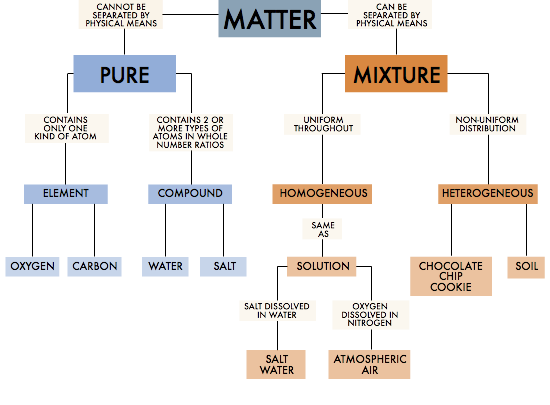 CANNOT BE
SEPARATED BY
PHYSICAL MEANS
MATTER
CAN BE
SEPARATED BY
PHYSICAL MEANS
PURE
MIXTURE
CONTAINS
ONLY ONE
KIND OF ATOM
CONTAINS 2 OR
MORE TYPES OF
ATOMS IN WHOLE
NUMBER RATIOS
UNIFORM
THROUGHOUT
NON-UNIFORM
DISTRIBUTION
ELEMENT
COMPOUND
HOMOGENEOUS
HETEROGENEOUS
SAME
AS
OXYGEN
CARBON
WATER
SALT
SOLUTION
CHOCOLATE
CHIP
COOKIE
SOIL
SALT DISSOLVED
IN WATER
OXYGEN
DISSOLVED IN
NITROGEN
SALT
WATER
ATMOSPHERIC
AIR